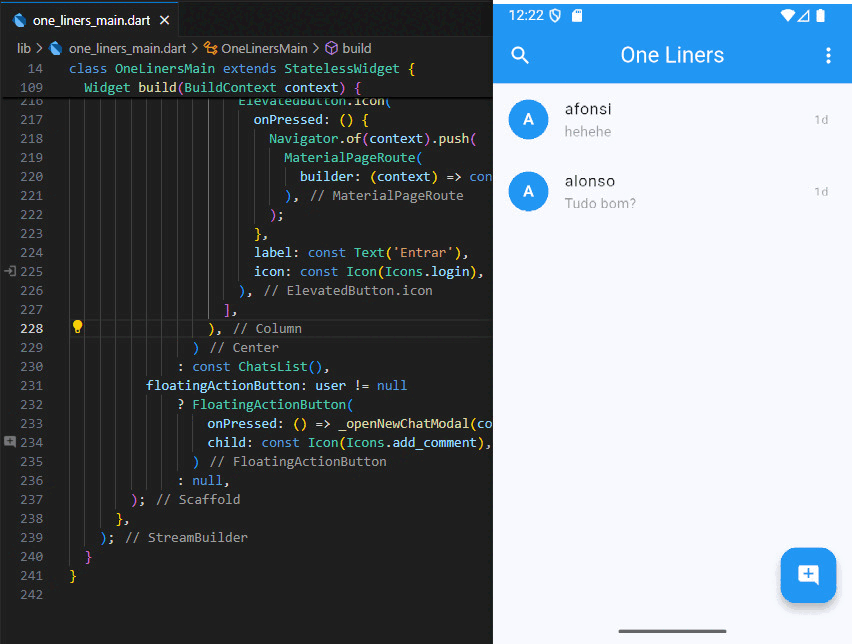 one_liners_main.dart
lib > one_liners_main.dart > OneLinersMain > build
14 class OneLinersMain extends StatelessWidget {
109 Widget build(BuildContext context) {
216 ElevatedButton.icon(
217 onPressed: () {
218 Navigator.of(context).push(
219 MaterialPageRoute(
220 builder: (context) => con
221 ), // MaterialPageRoute
222 );
223 },
224 label: const Text('Entrar'),
225 icon: const Icon(Icons.login),
226 ), // ElevatedButton.icon
227 ],
228 ), // Column
229 ) // Center
230 : const ChatsList(),
231 floatingActionButton: user != null
232 ? FloatingActionButton(
233 onPressed: () => _openNewChatModal(co
234 child: const Icon(Icons.add_comment),
235 ) // FloatingActionButton
236 : null,
237 ); // Scaffold
238 },
239 ); // StreamBuilder
240 }
241 }
242
12:22
One Liners
A
afonsi
hehehe
1d
A
alonso
Tudo bom?
1d